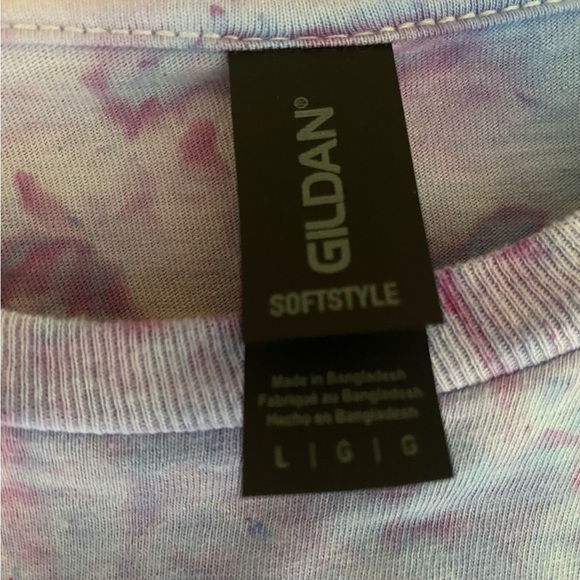 GILDAN®
SOFTSTYLE
Made in Bangladesh
Fabriqué au Bangladesh
Hecho en Bangladesh
L | G | G